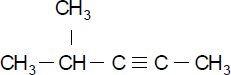 CH₃
CH₃ — CH — C ≡ C — CH₃